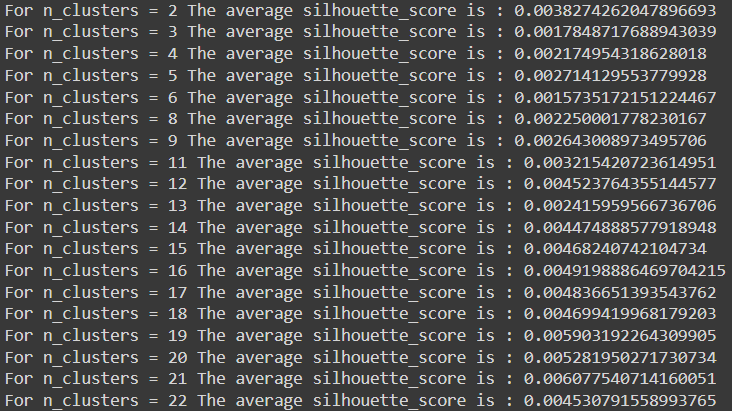 For n_clusters = 2 The average silhouette_score is : 0.0038274262047896693
For n_clusters = 3 The average silhouette_score is : 0.0017848717688943039
For n_clusters = 4 The average silhouette_score is : 0.002174954318628018
For n_clusters = 5 The average silhouette_score is : 0.002714129553779928
For n_clusters = 6 The average silhouette_score is : 0.0015735172151224467
For n_clusters = 8 The average silhouette_score is : 0.002250001778230167
For n_clusters = 9 The average silhouette_score is : 0.002643008973495706
For n_clusters = 11 The average silhouette_score is : 0.003215420723614951
For n_clusters = 12 The average silhouette_score is : 0.004523764355144577
For n_clusters = 13 The average silhouette_score is : 0.002415959566736706
For n_clusters = 14 The average silhouette_score is : 0.004474888577918948
For n_clusters = 15 The average silhouette_score is : 0.00468240742104734
For n_clusters = 16 The average silhouette_score is : 0.0049198886469704215
For n_clusters = 17 The average silhouette_score is : 0.004836651393543762
For n_clusters = 18 The average silhouette_score is : 0.004699419968179203
For n_clusters = 19 The average silhouette_score is : 0.005903192264309905
For n_clusters = 20 The average silhouette_score is : 0.005281950271730734
For n_clusters = 21 The average silhouette_score is : 0.006077540714160051
For n_clusters = 22 The average silhouette_score is : 0.004530791558993765